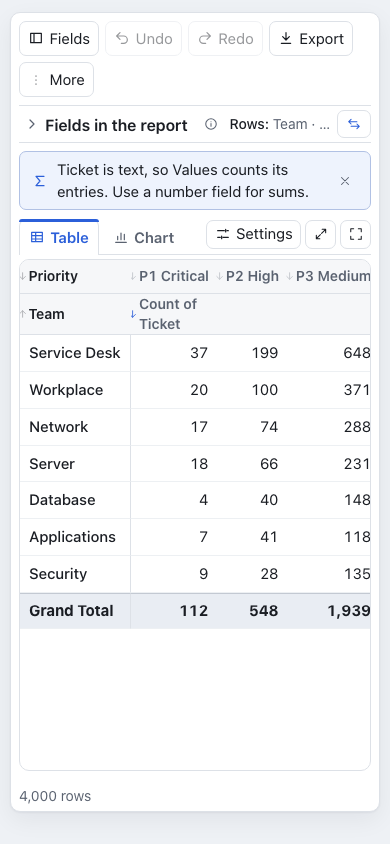 Fields Undo Redo Export
More
Fields in the report Rows: Team · ...
Ticket is text, so Values counts its
entries. Use a number field for sums.
Table Chart Settings
Priority ↓ P1 Critical ↓ P2 High ↓ P3 Medium
↑ Team ↓ Count of
Ticket
Service Desk 37 199 648
Workplace 20 100 371
Network 17 74 288
Server 18 66 231
Database 4 40 148
Applications 7 41 118
Security 9 28 135
Grand Total 112 548 1,939
4,000 rows